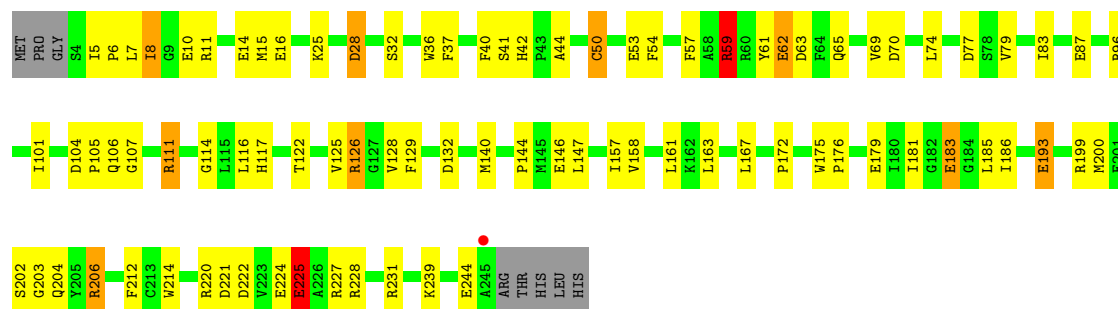 MET PRO GLY S4 I5 P6 L7 I8 G9 E10 R11 E14 M15 E16 K25 D28 S32 W36 F37 F40 S41 H42 P43 A44 C50 E53 F54 F57 A58 R59 R60 Y61 E62 D63 F64 Q65 V69 D70 L74 D77 S78 V79 I83 E87
I101 D104 P105 Q106 G107 R111 G114 L115 L116 H117 T122 V125 R126 G127 V128 F129 D132 M140 P144 M145 E146 L147 I157 V158 L161 K162 L163 L167 P172 W175 P176 E179 I180 I181 G182 E183 G184 L185 I186 E193 R199 M200
S202 G203 Q204 Y205 R206 F212 C213 W214 R220 D221 D222 V223 E224 E225 A226 R227 R228 R231 K239 E244 A245 ARG THR HIS LEU HIS